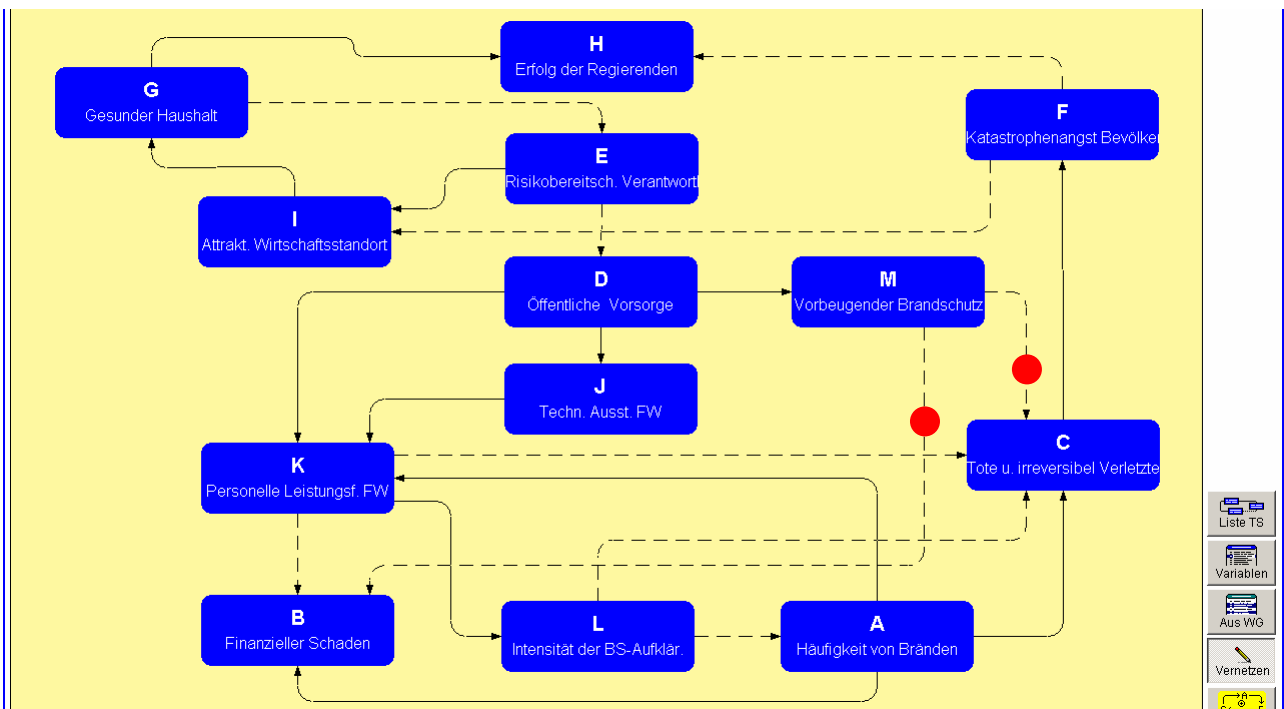 H
Erfolg der Regierenden
G
Gesunder Haushalt
F
Katastrophenangst Bevölker
E
Risikobereitsch. Verantwortl
I
Attrakt. Wirtschaftsstandort
D
Öffentliche Vorsorge
M
Vorbeugender Brandschutz
J
Techn. Ausst. FW
C
Tote u. irreversibel Verletzte
K
Personelle Leistungsf. FW
B
Finanzieller Schaden
L
Intensität der BS-Aufklär.
A
Häufigkeit von Bränden
Liste TS
Variablen
Aus WG
Vernetzen